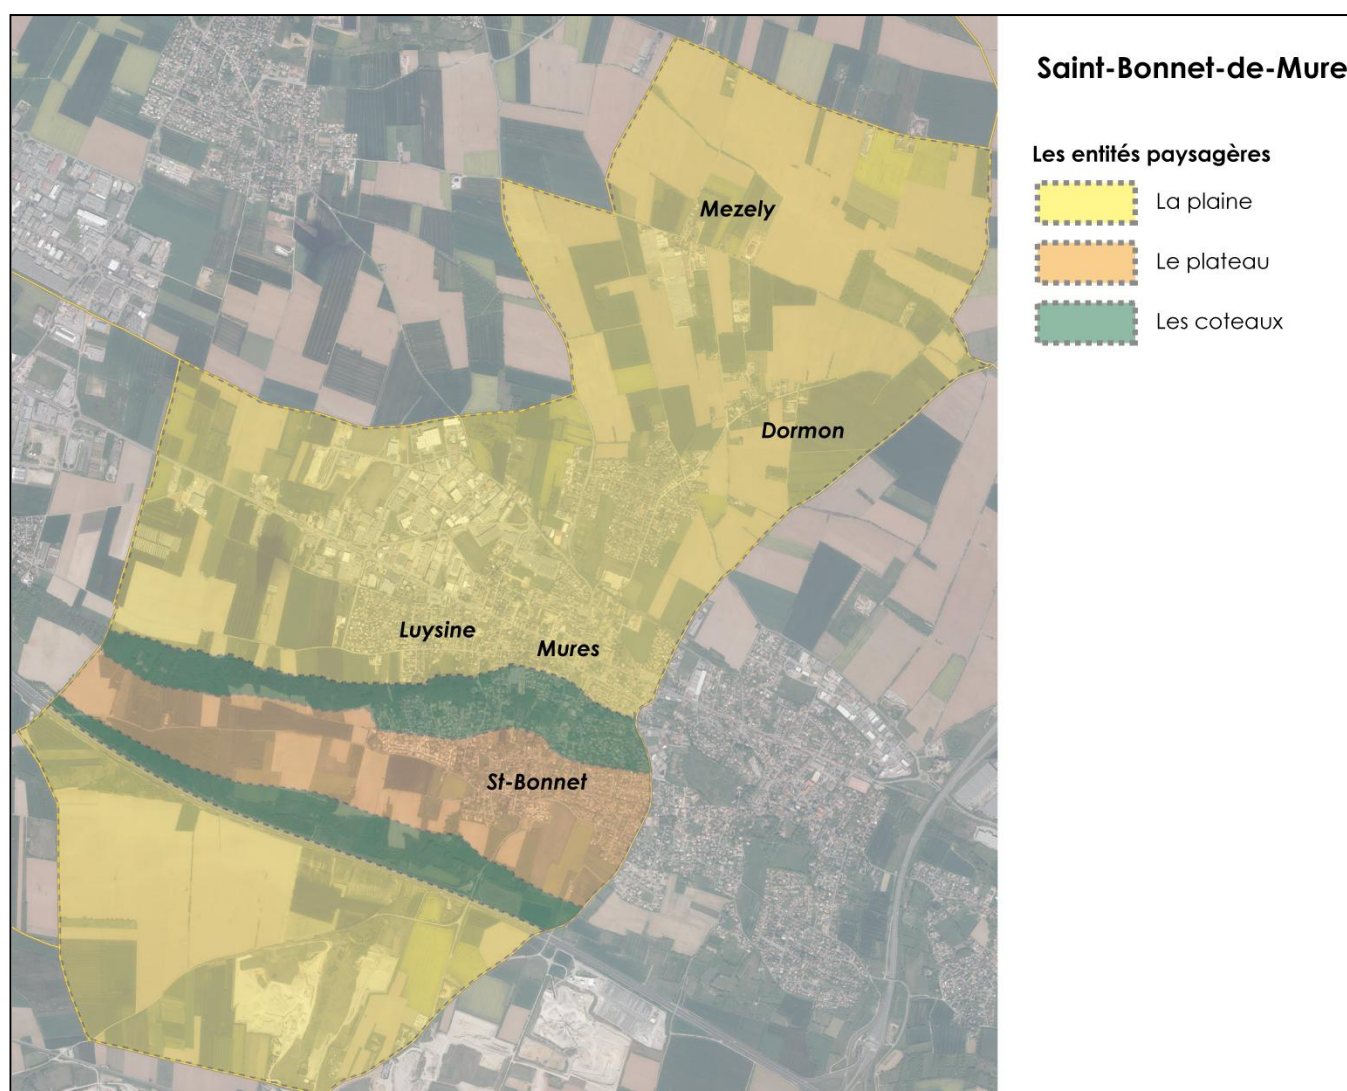 Saint-Bonnet-de-Mure
Les entités paysagères
La plaine
Le plateau
Les coteaux
Mezely
Dormon
Luysine
Mures
St-Bonnet